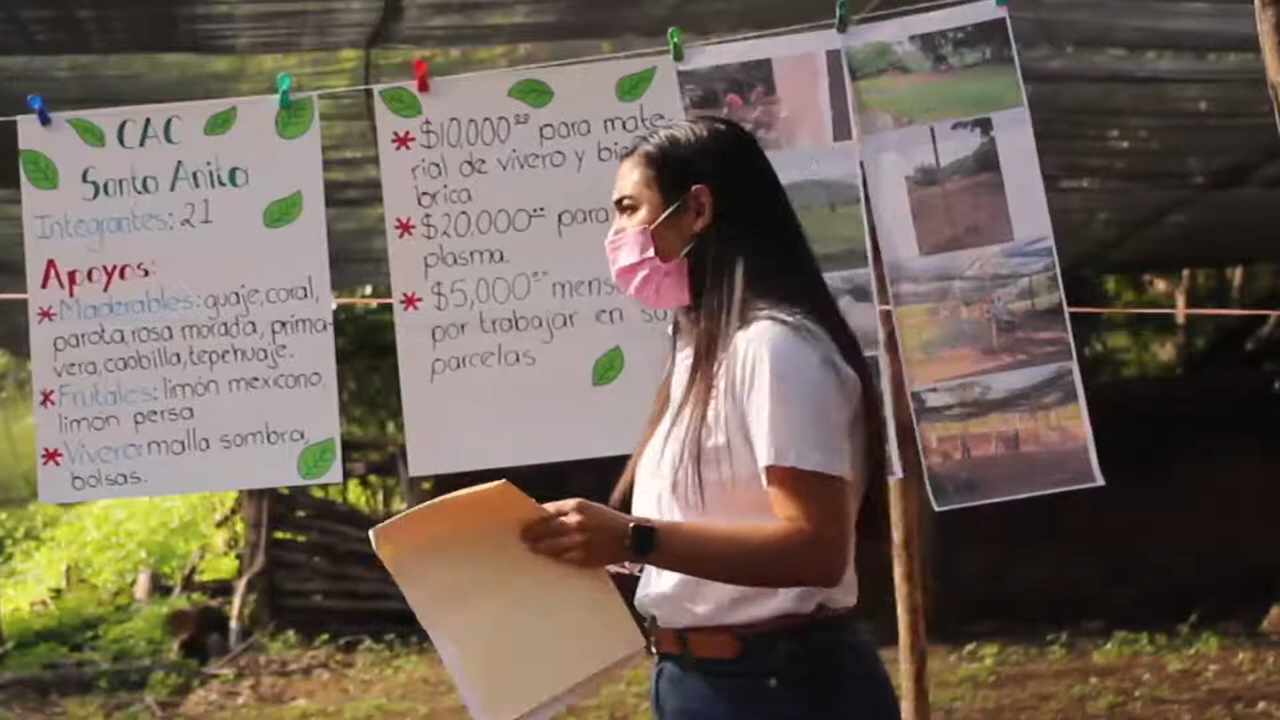 CAC
Santa Anita
Integrantes: 21
Apoyos:
* Maderables: guaje, coral,
parota, rosa morada, prima-
vera, caobilla, tepehuaje.
* Frutales: limón mexicano,
limón persa
* Vivero: malla sombra,
bolsas.
* $10,000.00 para mate-
rial de vivero y
brica
* $20,000.00 para
plasma.
* $5,000.00
por trabajar en su
parcelas